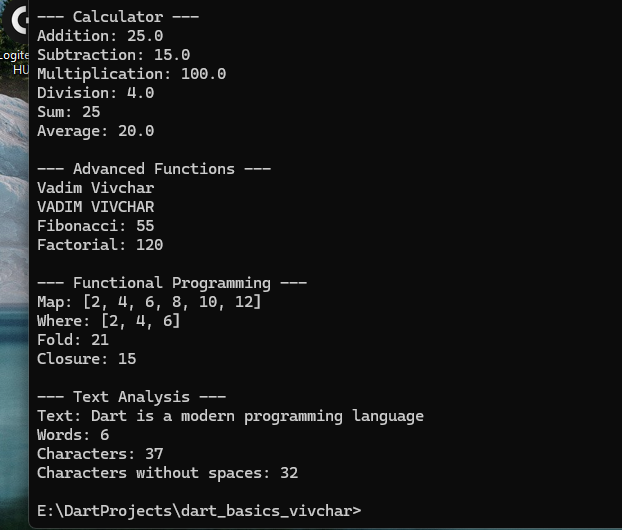 --- Calculator ---
Addition: 25.0
Subtraction: 15.0
Multiplication: 100.0
Division: 4.0
Sum: 25
Average: 20.0
--- Advanced Functions ---
Vadim Vivchar
VADIM VIVCHAR
Fibonacci: 55
Factorial: 120
--- Functional Programming ---
Map: [2, 4, 6, 8, 10, 12]
Where: [2, 4, 6]
Fold: 21
Closure: 15
--- Text Analysis ---
Text: Dart is a modern programming language
Words: 6
Characters: 37
Characters without spaces: 32
E:\DartProjects\dart_basics_vivchar>
Logite
HU